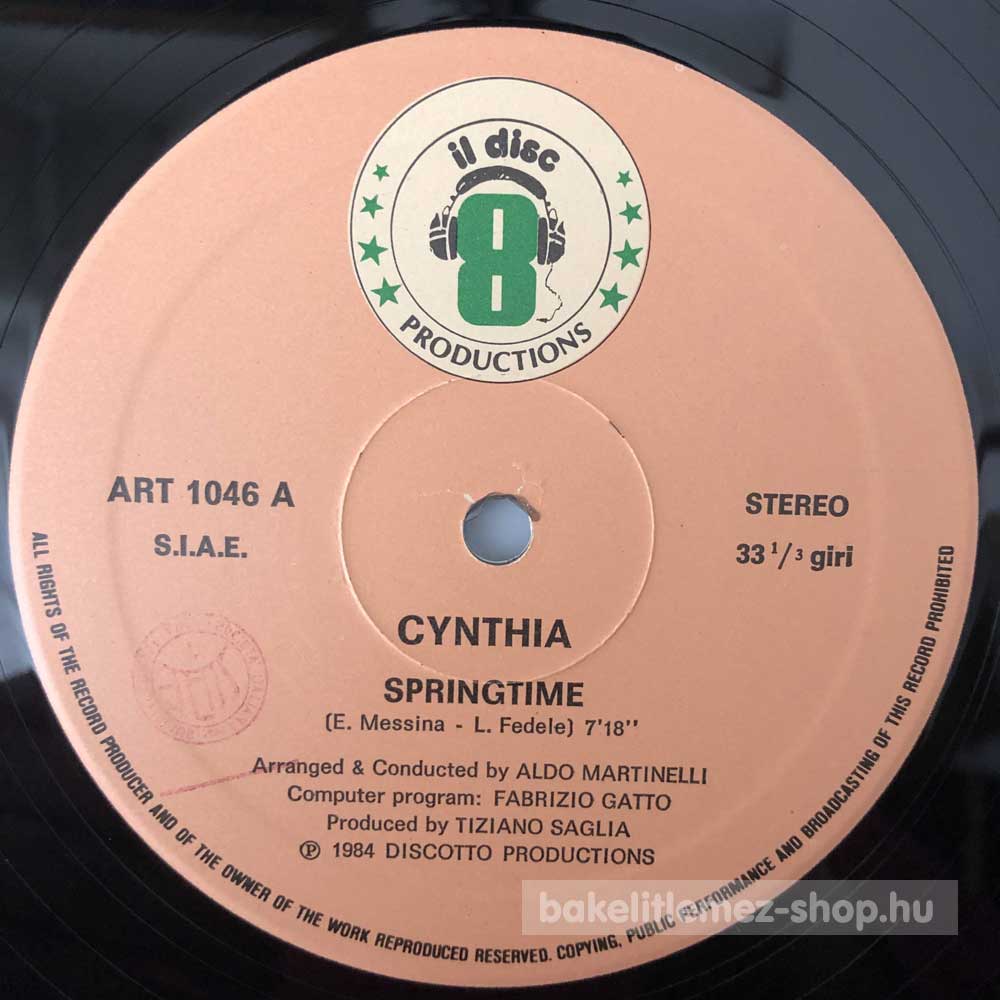 il disc
8
PRODUCTIONS
ART 1046 A
S.I.A.E.
STEREO
33 1/3 giri
CYNTHIA
SPRINGTIME
(E. Messina - L. Fedele) 7'18''
Arranged & Conducted by ALDO MARTINELLI
Computer program: FABRIZIO GATTO
Produced by TIZIANO SAGLIA
℗ 1984 DISCOTTO PRODUCTIONS
ALL RIGHTS OF THE RECORD PRODUCER AND OF THE OWNER OF THE WORK REPRODUCED RESERVED. COPYING, PUBLIC PERFORMANCE AND BROADCASTING OF THIS RECORD PROHIBITED
bakelitlemez-shop.hu